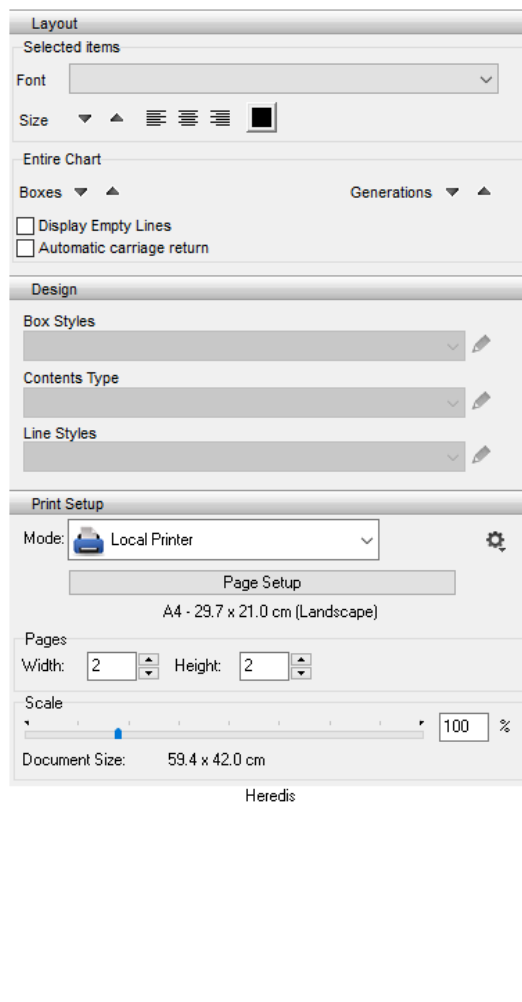 Layout
Selected items
Font
Size
Entire Chart
Boxes Generations
Display Empty Lines
Automatic carriage return
Design
Box Styles
Contents Type
Line Styles
Print Setup
Mode: Local Printer
Page Setup
A4 - 29.7 x 21.0 cm (Landscape)
Pages
Width: 2 Height: 2
Scale
100 %
Document Size: 59.4 x 42.0 cm
Heredis